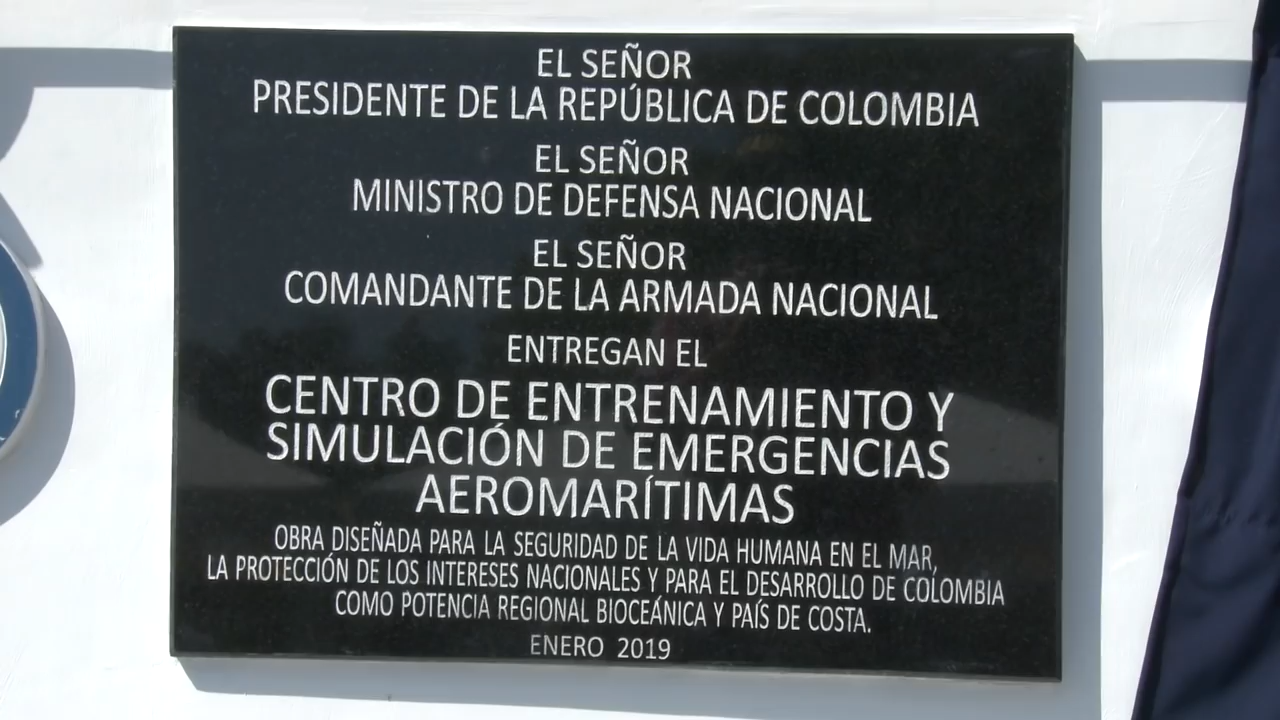 EL SEÑOR
PRESIDENTE DE LA REPÚBLICA DE COLOMBIA
EL SEÑOR
MINISTRO DE DEFENSA NACIONAL
EL SEÑOR
COMANDANTE DE LA ARMADA NACIONAL
ENTREGAN EL
CENTRO DE ENTRENAMIENTO Y
SIMULACIÓN DE EMERGENCIAS
AEROMARÍTIMAS
OBRA DISEÑADA PARA LA SEGURIDAD DE LA VIDA HUMANA EN EL MAR,
LA PROTECCIÓN DE LOS INTERESES NACIONALES Y PARA EL DESARROLLO DE COLOMBIA
COMO POTENCIA REGIONAL BIOCEÁNICA Y PAÍS DE COSTA.
ENERO 2019